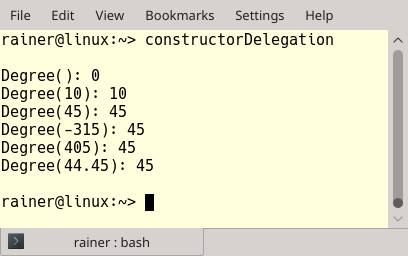 File Edit View Bookmarks Settings Help
rainer@linux:~> constructorDelegation
Degree(): 0
Degree(10): 10
Degree(45): 45
Degree(-315): 45
Degree(405): 45
Degree(44.45): 45
rainer@linux:~>
rainer : bash